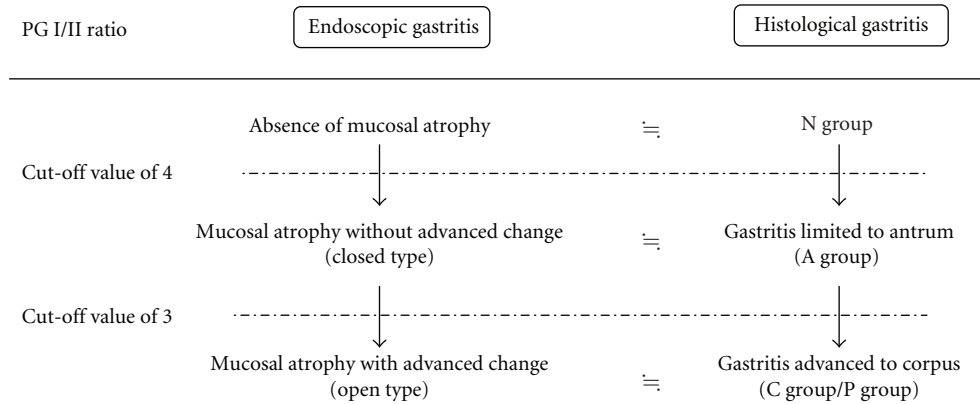 PG I/II ratio Endoscopic gastritis Histological gastritis
Absence of mucosal atrophy ≒ N group
Cut-off value of 4
Mucosal atrophy without advanced change ≒ Gastritis limited to antrum
(closed type) (A group)
Cut-off value of 3
Mucosal atrophy with advanced change ≒ Gastritis advanced to corpus
(open type) (C group/P group)